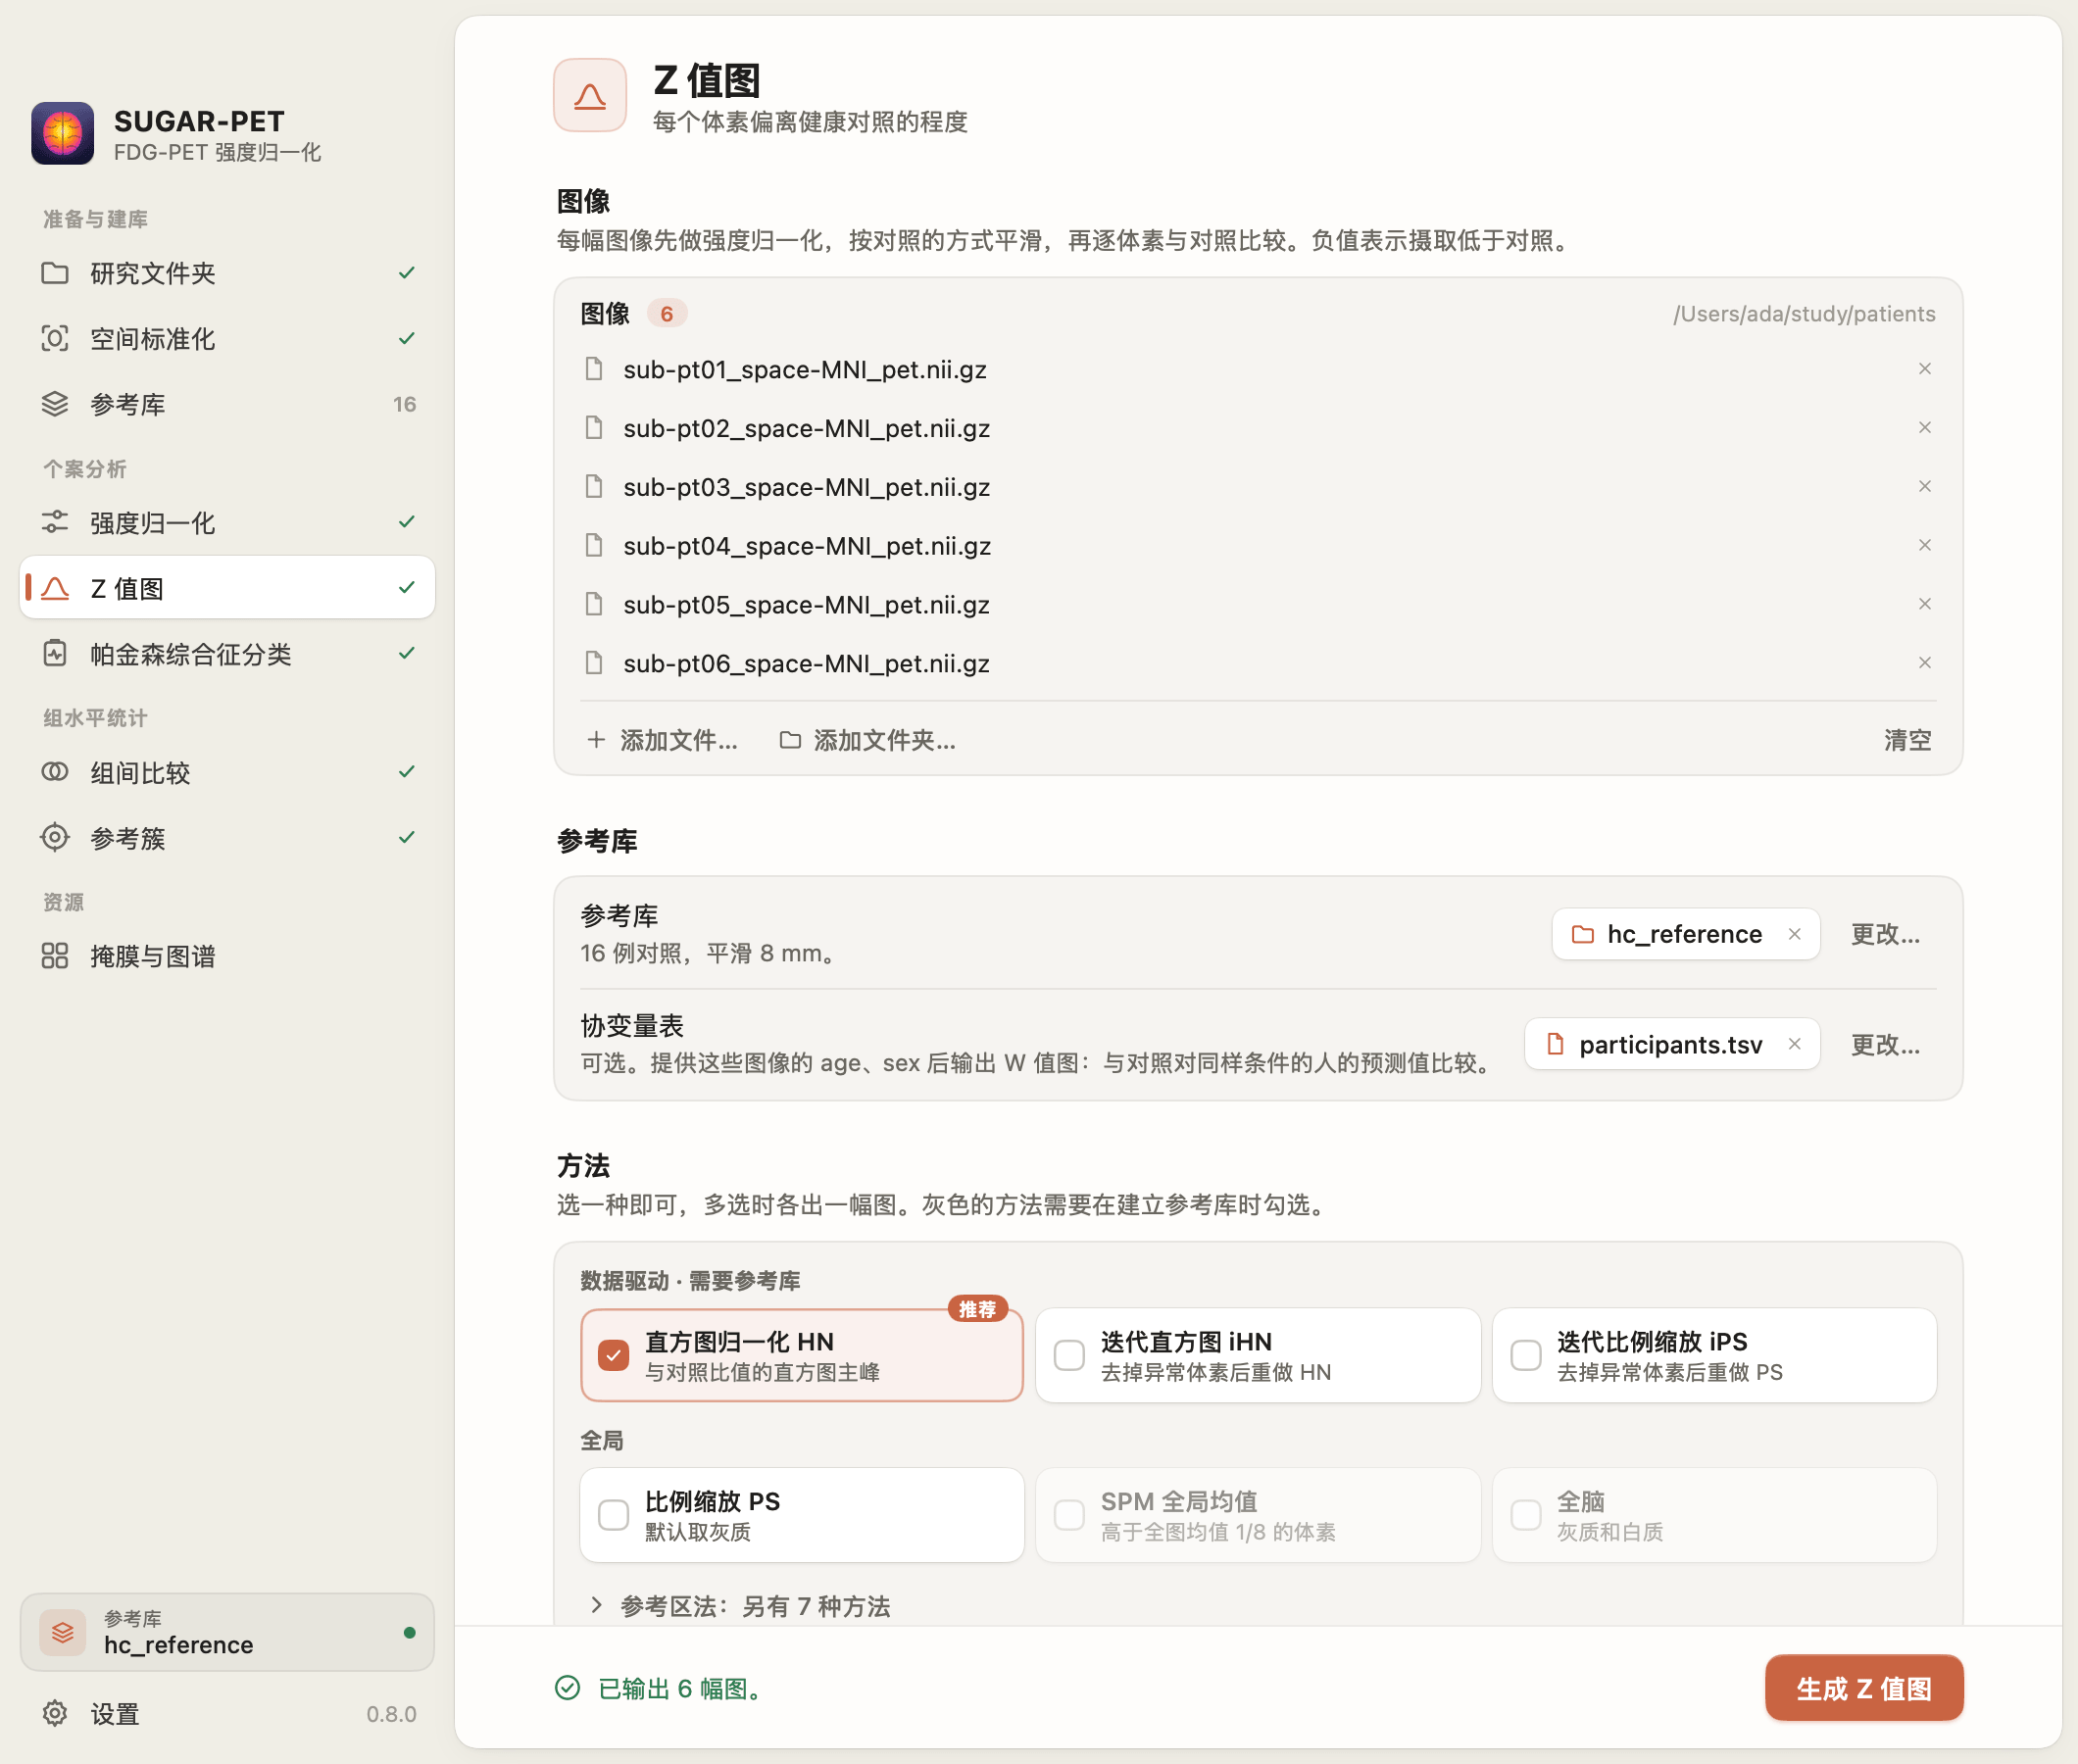 SUGAR-PET
FDG-PET 强度归一化
准备与建库
研究文件夹
空间标准化
参考库 16
个案分析
强度归一化
Z 值图
帕金森综合征分类
组水平统计
组间比较
参考簇
资源
掩膜与图谱
参考库
hc_reference
设置 0.8.0
Z 值图
每个体素偏离健康对照的程度
图像
每幅图像先做强度归一化，按对照的方式平滑，再逐体素与对照比较。负值表示摄取低于对照。
图像 6 /Users/ada/study/patients
sub-pt01_space-MNI_pet.nii.gz
sub-pt02_space-MNI_pet.nii.gz
sub-pt03_space-MNI_pet.nii.gz
sub-pt04_space-MNI_pet.nii.gz
sub-pt05_space-MNI_pet.nii.gz
sub-pt06_space-MNI_pet.nii.gz
添加文件... 添加文件夹... 清空
参考库
参考库
16 例对照，平滑 8 mm。
hc_reference 更改...
协变量表
可选。提供这些图像的 age、sex 后输出 W 值图：与对照对同样条件的人的预测值比较。
participants.tsv 更改...
方法
选一种即可，多选时各出一幅图。灰色的方法需要在建立参考库时勾选。
数据驱动 · 需要参考库
推荐
直方图归一化 HN
与对照比值的直方图主峰
迭代直方图 iHN
去掉异常体素后重做 HN
迭代比例缩放 iPS
去掉异常体素后重做 PS
全局
比例缩放 PS
默认取灰质
SPM 全局均值
高于全图均值 1/8 的体素
全脑
灰质和白质
参考区法：另有 7 种方法
已输出 6 幅图。
生成 Z 值图